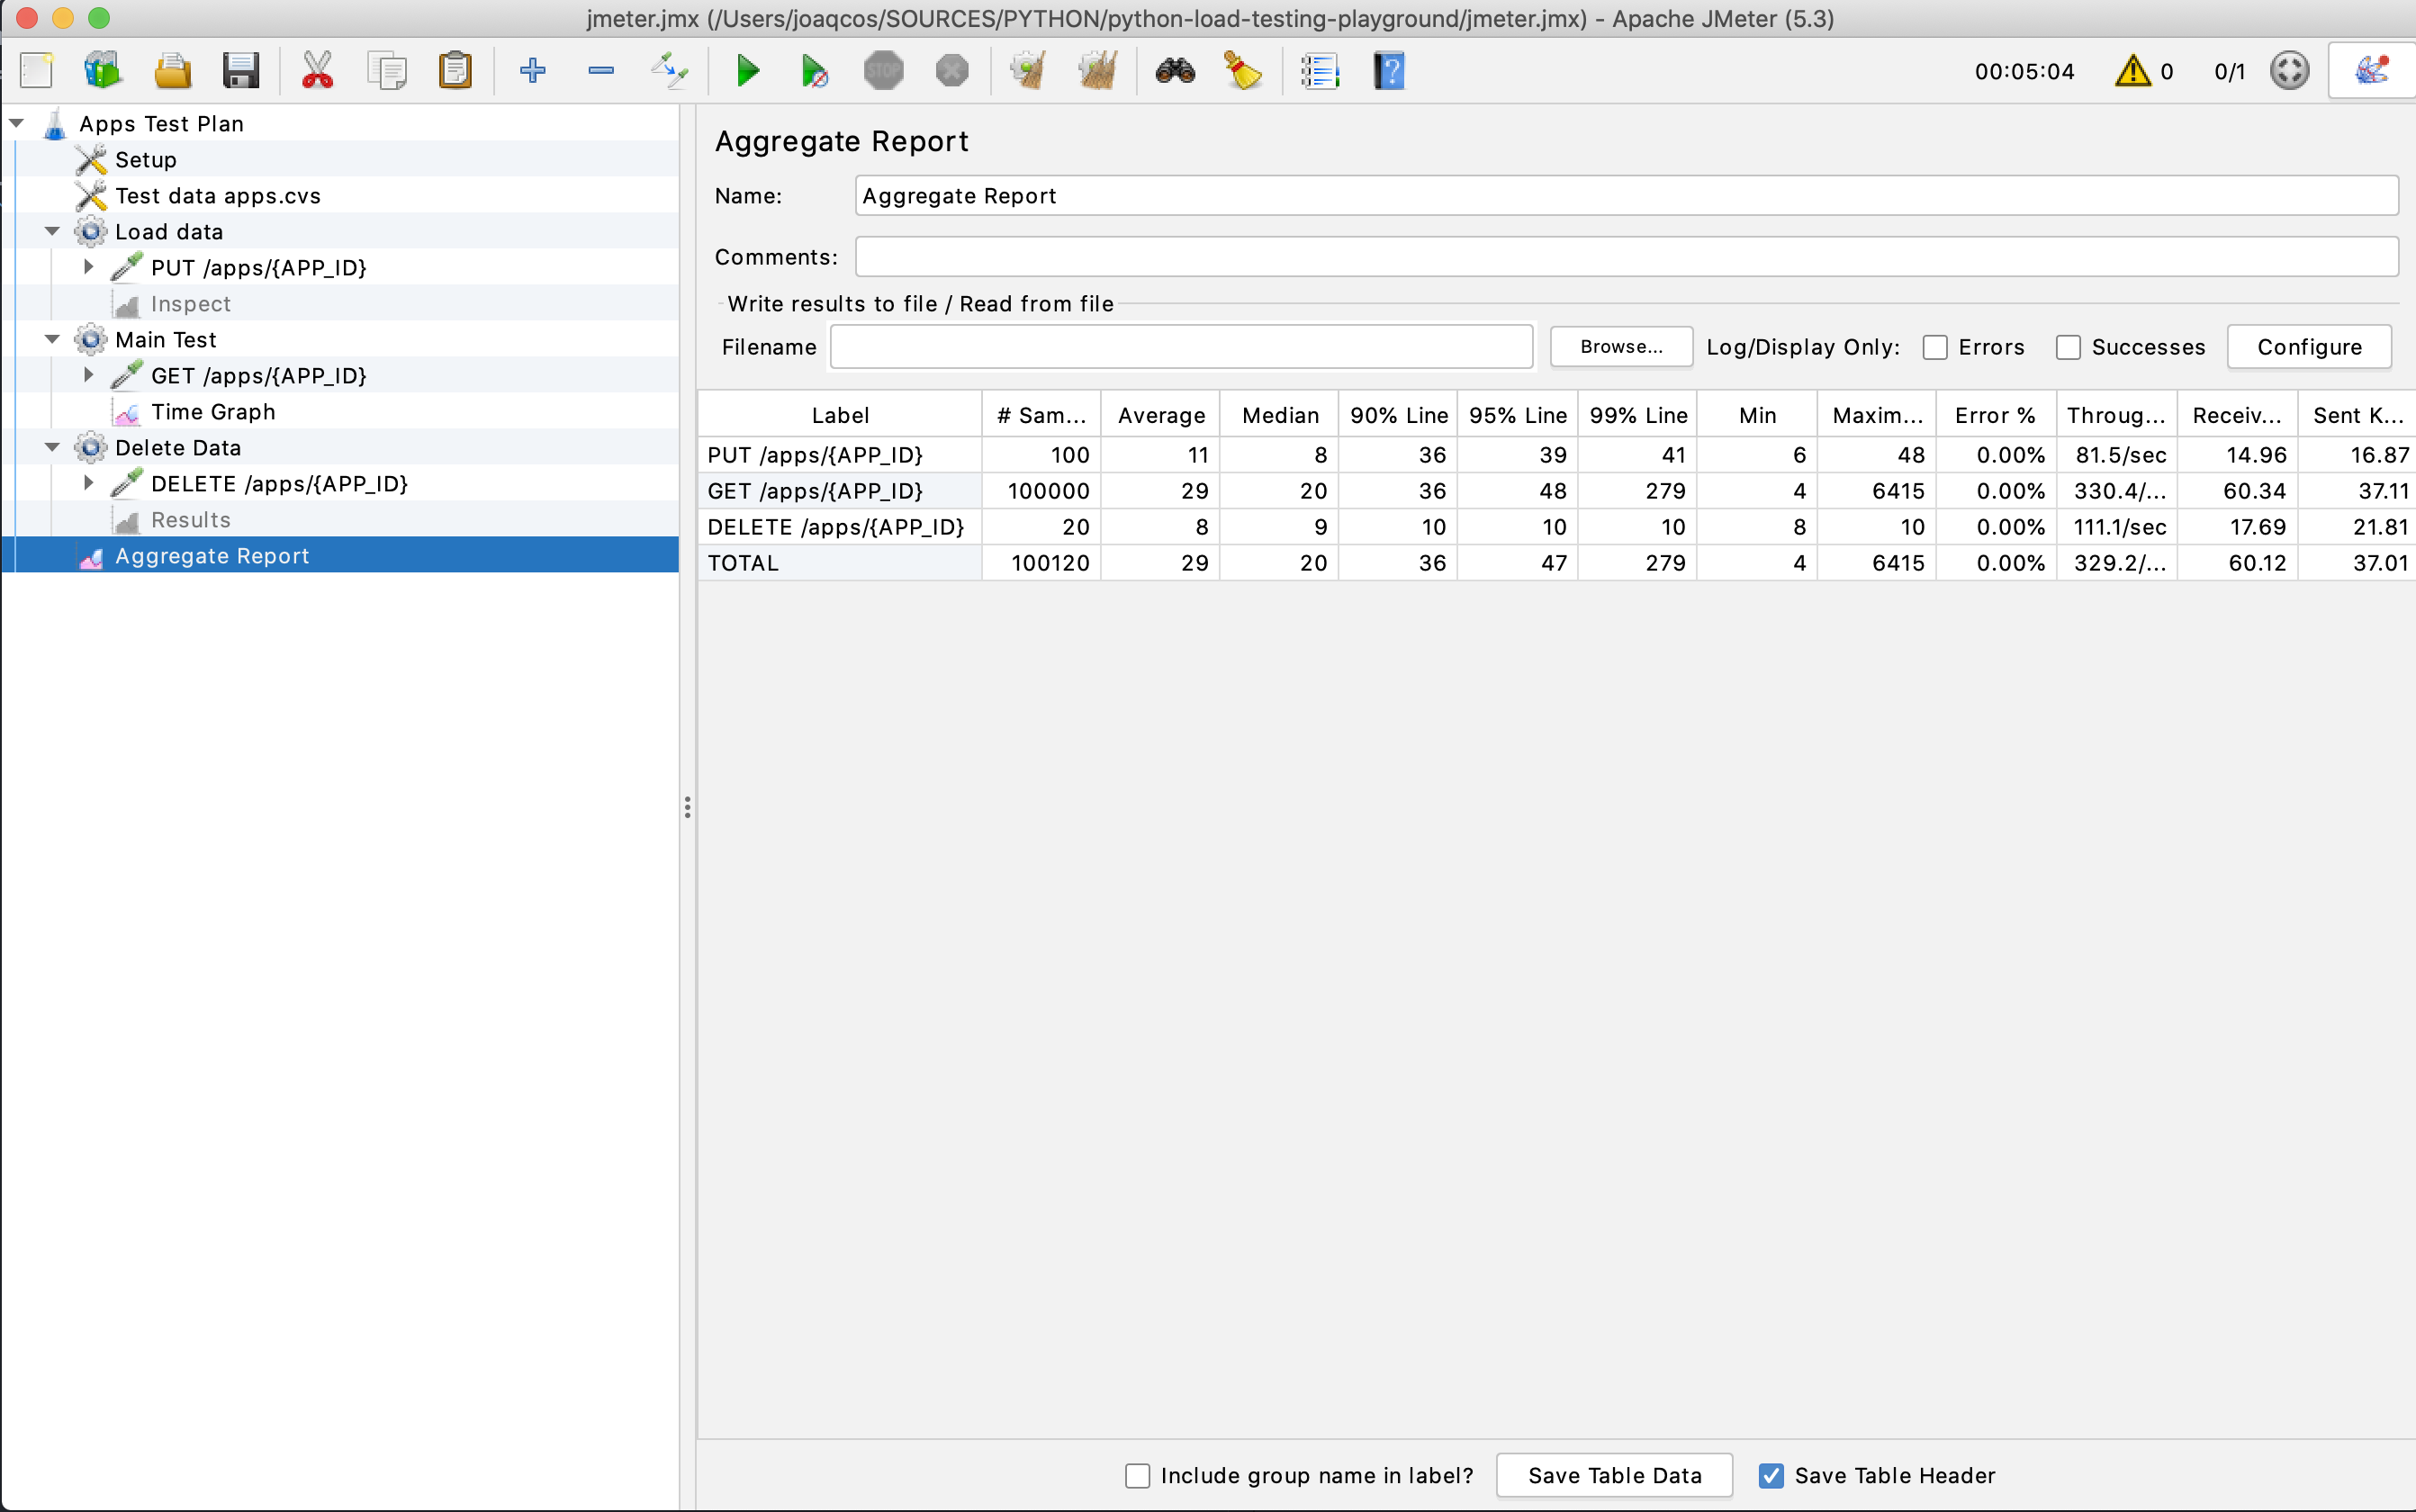 jmeter.jmx (/Users/joaqcos/SOURCES/PYTHON/python-load-testing-playground/jmeter.jmx) - Apache JMeter (5.3)
STOP ? 00:05:04 0 0/1
Apps Test Plan
Setup
Test data apps.cvs
Load data
PUT /apps/{APP_ID}
Inspect
Main Test
GET /apps/{APP_ID}
Time Graph
Delete Data
DELETE /apps/{APP_ID}
Results
Aggregate Report
Aggregate Report
Name: Aggregate Report
Comments:
Write results to file / Read from file
Filename Browse... Log/Display Only: Errors Successes Configure
Label # Sam... Average Median 90% Line 95% Line 99% Line Min Maxim... Error % Throug... Receiv... Sent K...
PUT /apps/{APP_ID} 100 11 8 36 39 41 6 48 0.00% 81.5/sec 14.96 16.87
GET /apps/{APP_ID} 100000 29 20 36 48 279 4 6415 0.00% 330.4/... 60.34 37.11
DELETE /apps/{APP_ID} 20 8 9 10 10 10 8 10 0.00% 111.1/sec 17.69 21.81
TOTAL 100120 29 20 36 47 279 4 6415 0.00% 329.2/... 60.12 37.01
Include group name in label? Save Table Data Save Table Header